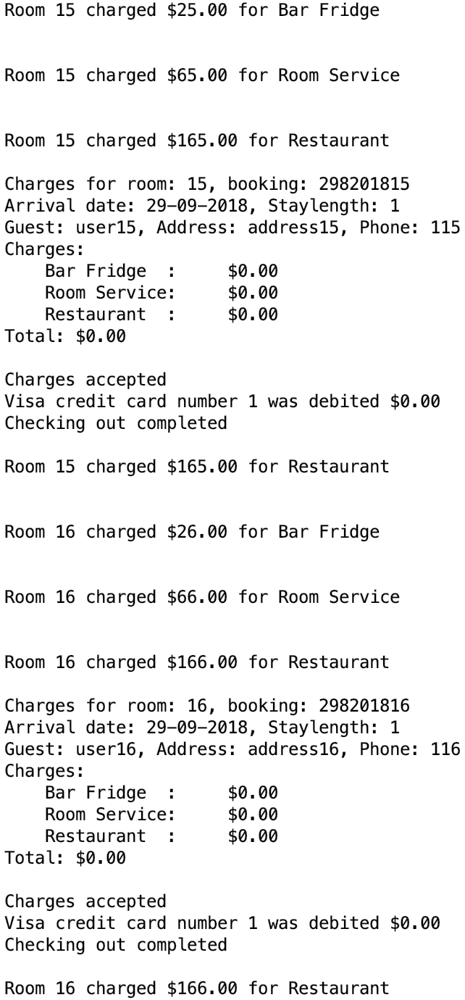 Room 15 charged $25.00 for Bar Fridge
Room 15 charged $65.00 for Room Service
Room 15 charged $165.00 for Restaurant
Charges for room: 15, booking: 298201815
Arrival date: 29-09-2018, Staylength: 1
Guest: user15, Address: address15, Phone: 115
Charges:
    Bar Fridge  :     $0.00
    Room Service:     $0.00
    Restaurant  :     $0.00
Total: $0.00
Charges accepted
Visa credit card number 1 was debited $0.00
Checking out completed
Room 15 charged $165.00 for Restaurant
Room 16 charged $26.00 for Bar Fridge
Room 16 charged $66.00 for Room Service
Room 16 charged $166.00 for Restaurant
Charges for room: 16, booking: 298201816
Arrival date: 29-09-2018, Staylength: 1
Guest: user16, Address: address16, Phone: 116
Charges:
    Bar Fridge  :     $0.00
    Room Service:     $0.00
    Restaurant  :     $0.00
Total: $0.00
Charges accepted
Visa credit card number 1 was debited $0.00
Checking out completed
Room 16 charged $166.00 for Restaurant